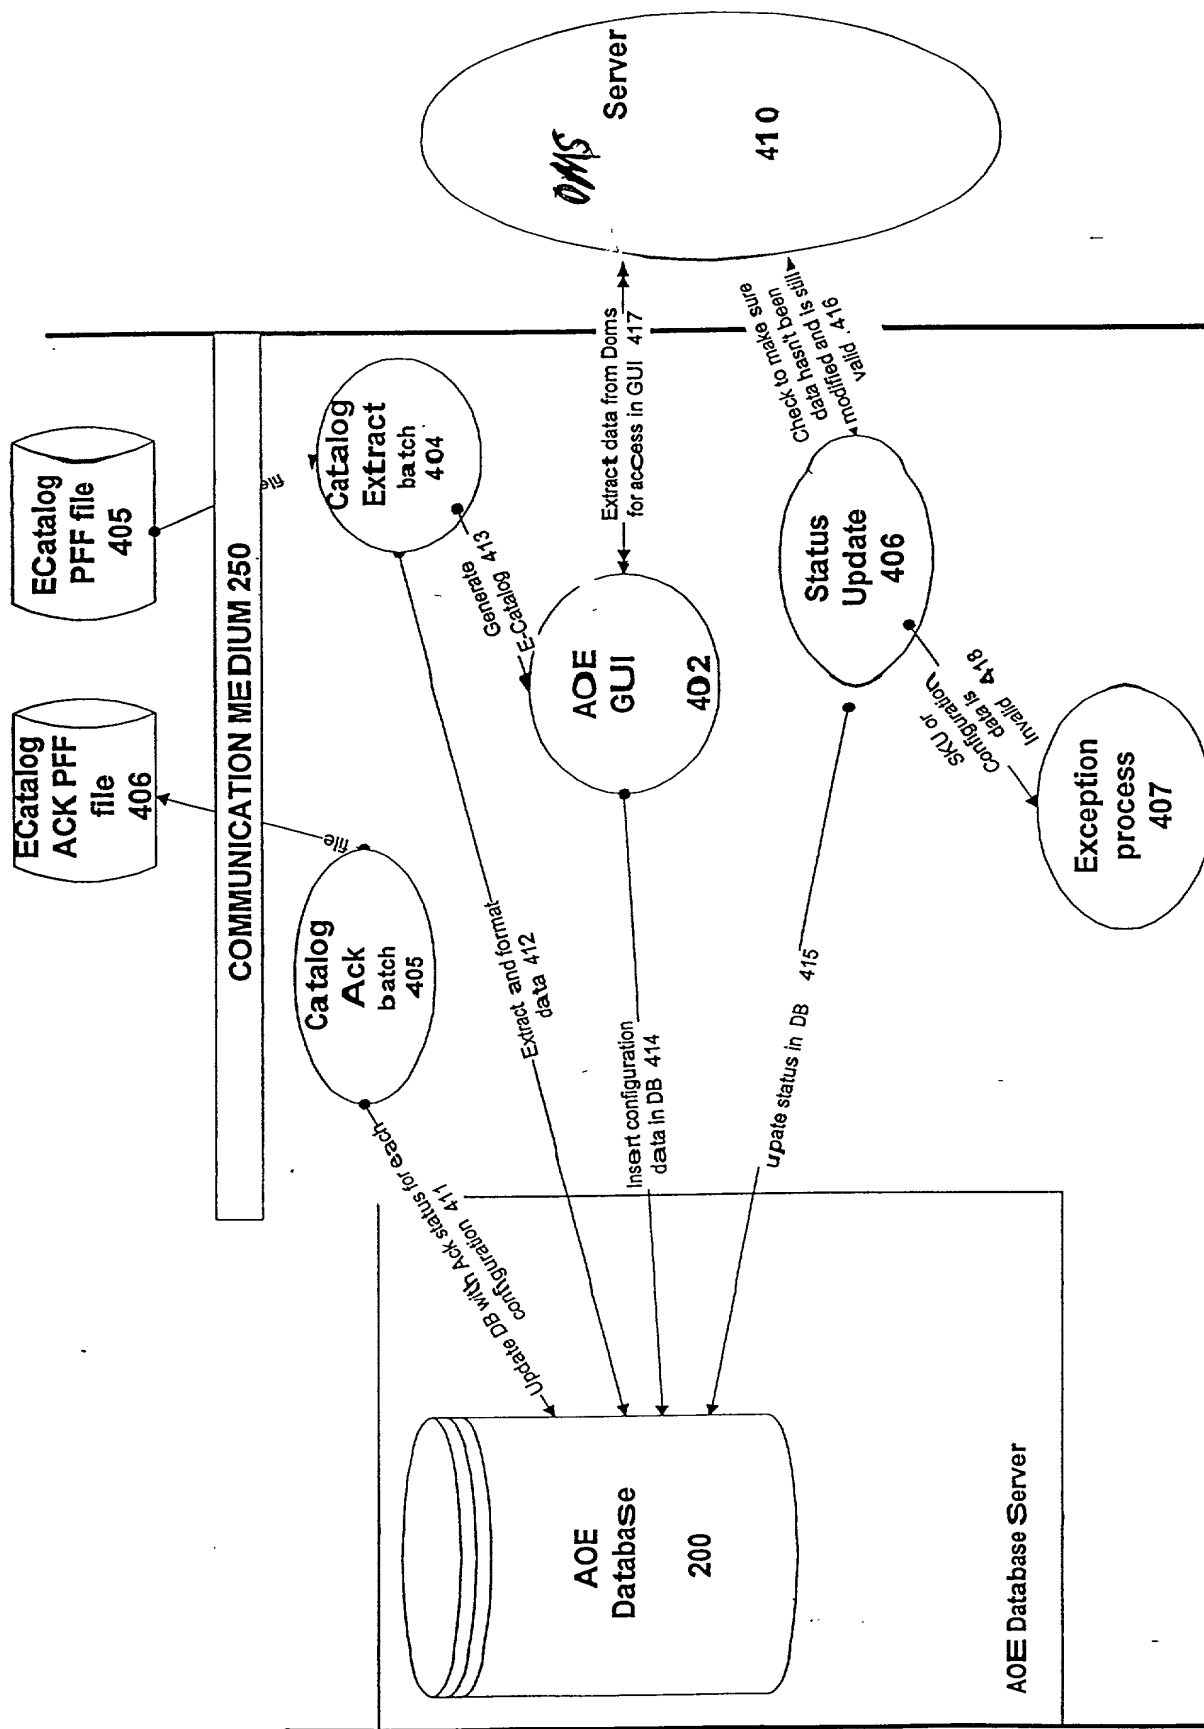 ECatalog
ACK PFF
file
406
ECatalog
PFF file
405
COMMUNICATION MEDIUM 250
file
file
Catalog
Ack
batch
405
Catalog
Extract
batch
404
Update DB with Ack status for each
configuration 411
Extract and format
data 412
Generate 413
E-Catalog
AOE
GUI
402
Extract data from Doms
for access in GUI 417
OMS
Server
410
AOE
Database
200
Insert configuration
data in DB 414
update status in DB 415
Status
Update
406
Check to make sure
data hasn't been
modified and is still
valid 416
SKU or
Configuration
data is
Invalid 418
Exception
process
407
AOE Database Server